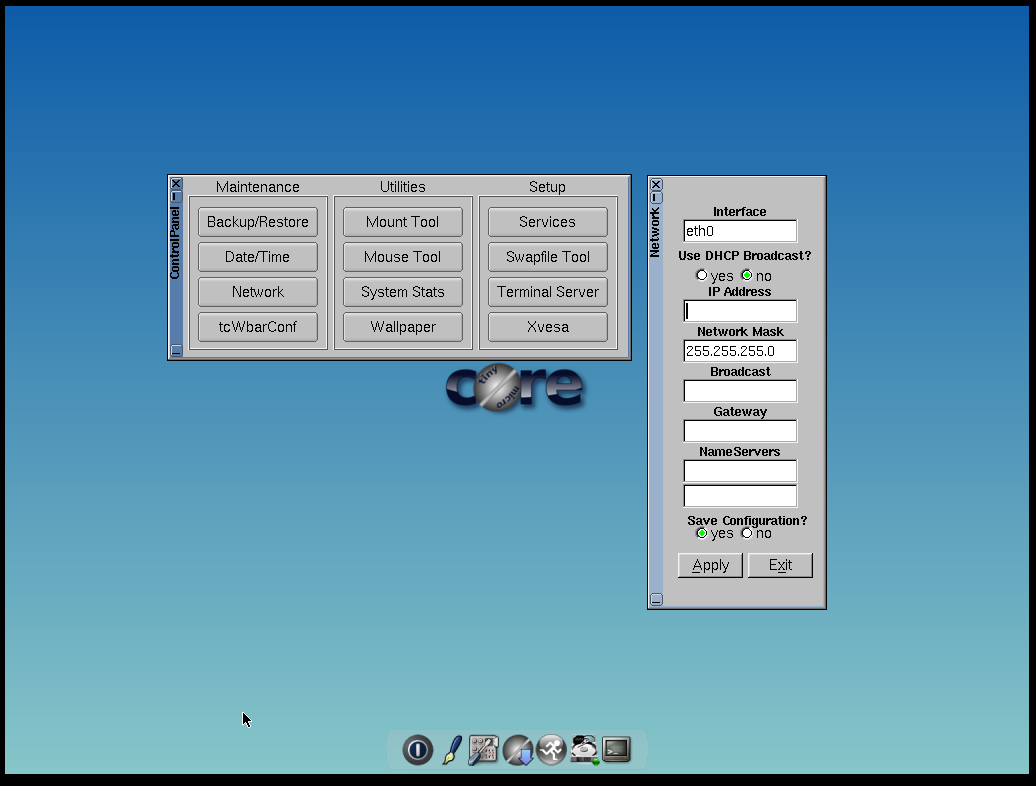 ControlPanel
Maintenance
Backup/Restore
Date/Time
Network
tcWbarConf
Utilities
Mount Tool
Mouse Tool
System Stats
Wallpaper
Setup
Services
Swapfile Tool
Terminal Server
Xvesa
core
tiny
micro
Network
Interface
eth0
Use DHCP Broadcast?
yes no
IP Address
Network Mask
255.255.255.0
Broadcast
Gateway
NameServers
Save Configuration?
yes no
Apply Exit